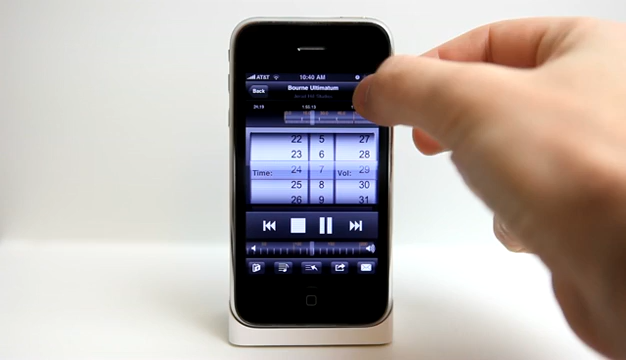 AT&T 10:40 AM
Back Bourne Ultimatum
22 5 27
23 6 28
Time: 24 7 Vol: 29
25 8 30
26 9 31